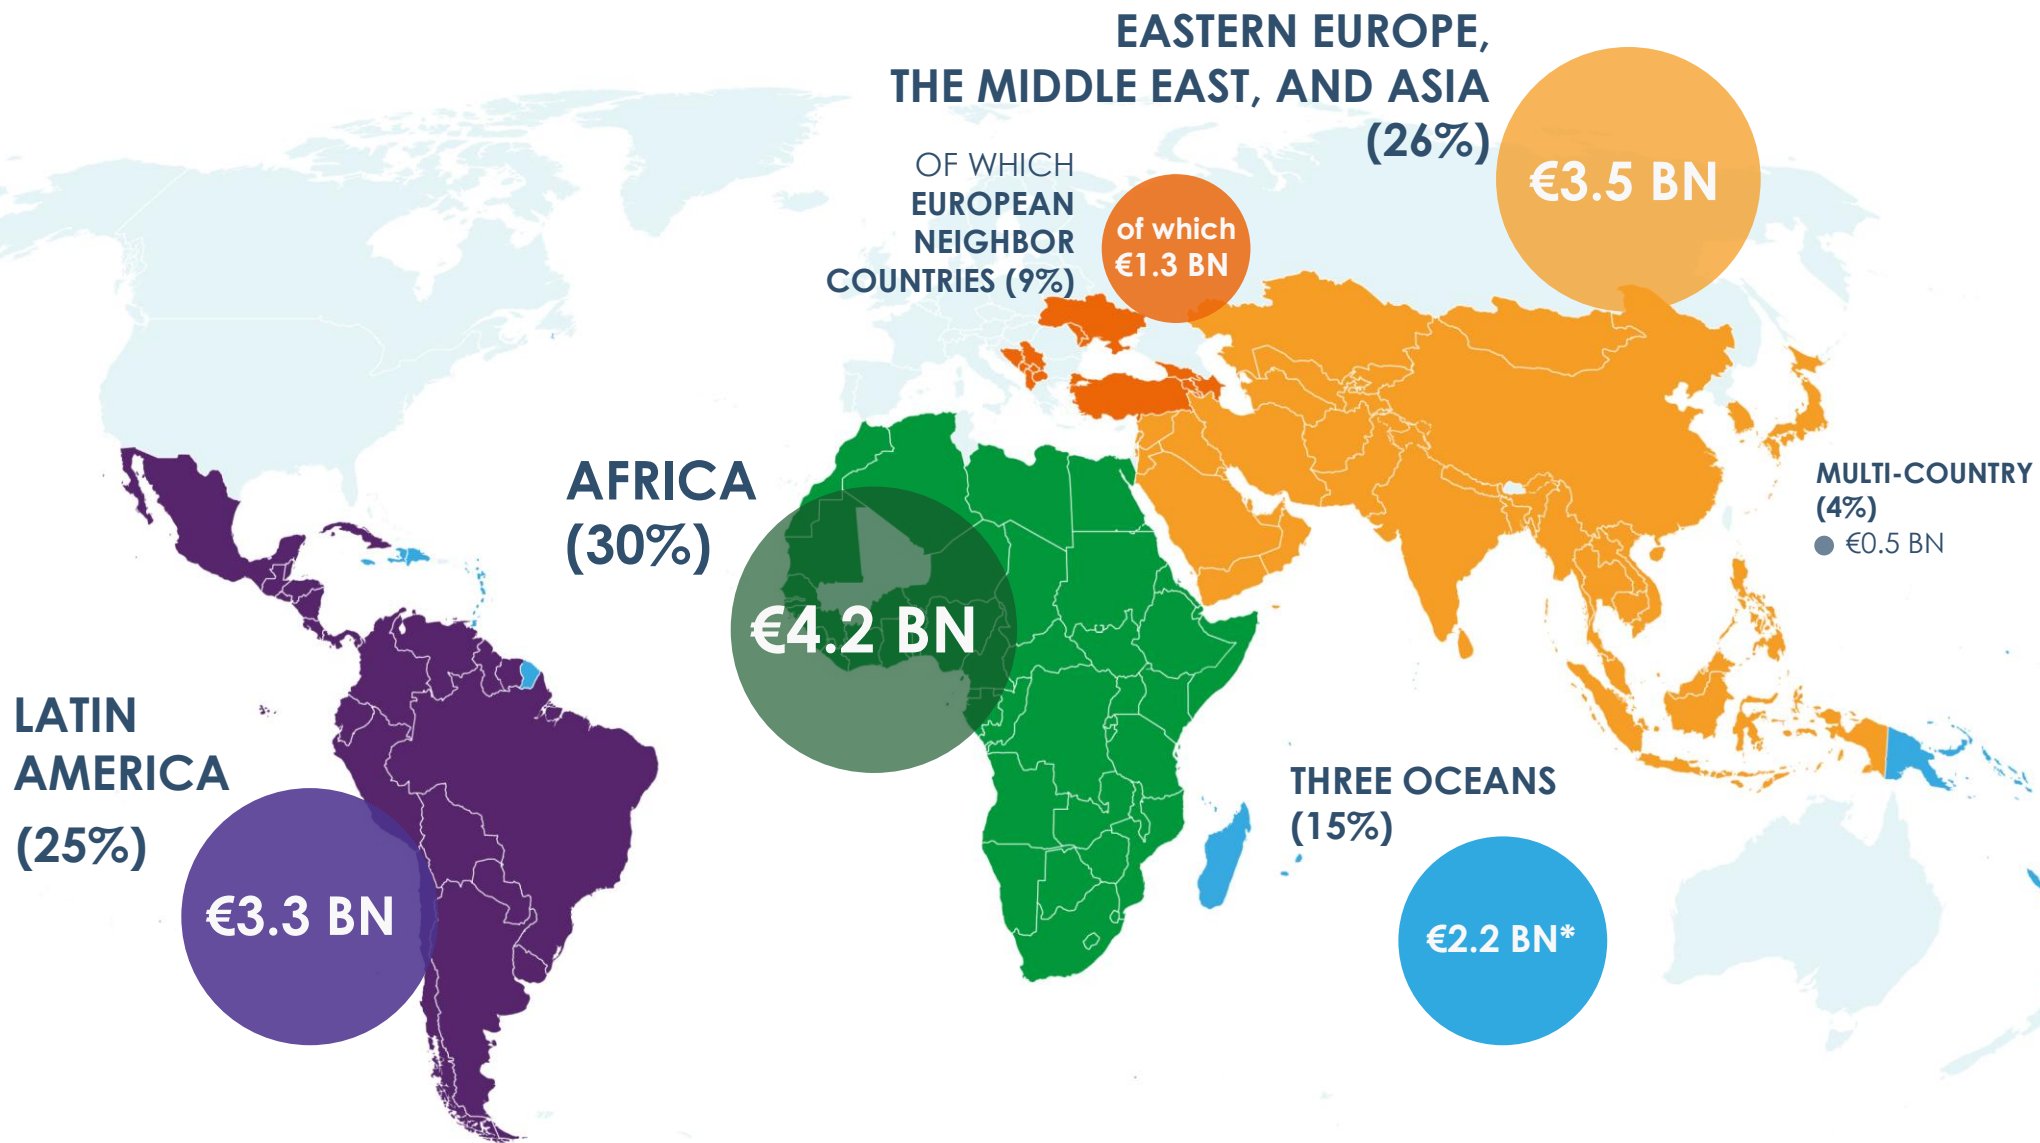 EASTERN EUROPE,
THE MIDDLE EAST, AND ASIA
(26%)
€3.5 BN
OF WHICH
EUROPEAN
NEIGHBOR
COUNTRIES (9%)
of which
€1.3 BN
AFRICA
(30%)
€4.2 BN
MULTI-COUNTRY
(4%)
€0.5 BN
LATIN
AMERICA
(25%)
€3.3 BN
THREE OCEANS
(15%)
€2.2 BN*